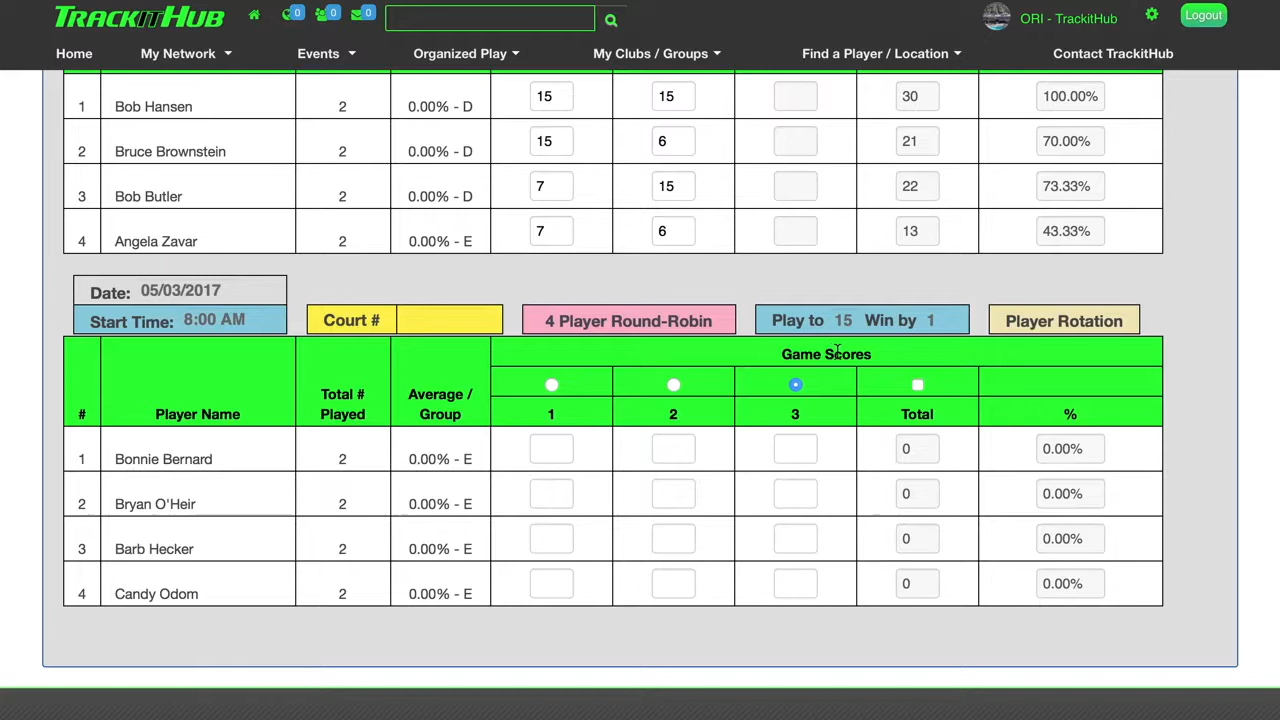 TRACKITHUB 0 0 0 ORI - TrackitHub Logout
Home My Network Events Organized Play My Clubs / Groups Find a Player / Location Contact TrackitHub
1 Bob Hansen 2 0.00% - D 15 15 30 100.00%
2 Bruce Brownstein 2 0.00% - D 15 6 21 70.00%
3 Bob Butler 2 0.00% - D 7 15 22 73.33%
4 Angela Zavar 2 0.00% - E 7 6 13 43.33%
Date: 05/03/2017
Start Time: 8:00 AM Court # 4 Player Round-Robin Play to 15 Win by 1 Player Rotation
Game Scores
# Player Name Total # Played Average / Group 1 2 3 Total %
1 Bonnie Bernard 2 0.00% - E 0 0.00%
2 Bryan O'Heir 2 0.00% - E 0 0.00%
3 Barb Hecker 2 0.00% - E 0 0.00%
4 Candy Odom 2 0.00% - E 0 0.00%